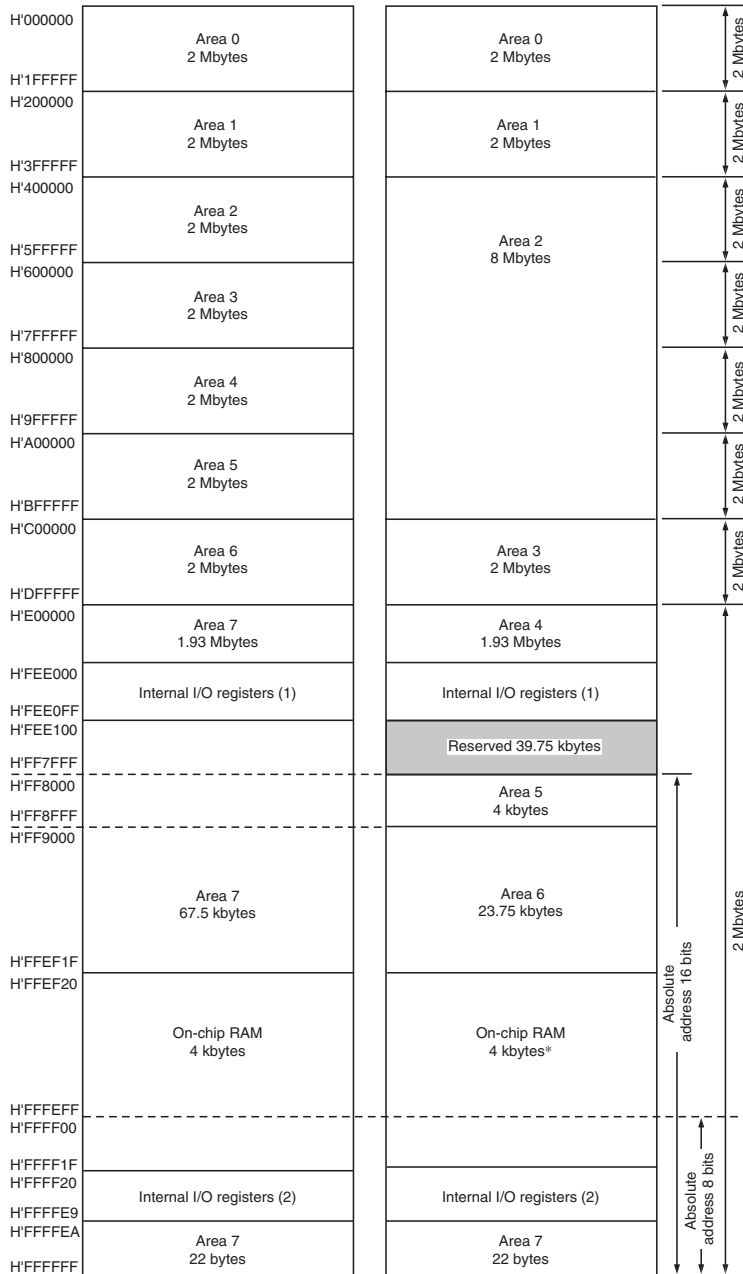 H'000000
H'1FFFFF
H'200000
H'3FFFFF
H'400000
H'5FFFFF
H'600000
H'7FFFFF
H'800000
H'9FFFFF
H'A00000
H'BFFFFF
H'C00000
H'DFFFFF
H'E00000
H'FEE000
H'FEE0FF
H'FEE100
H'FF7FFF
H'FF8000
H'FF8FFF
H'FF9000
H'FFEF1F
H'FFEF20
H'FFFEFF
H'FFFF00
H'FFFF1F
H'FFFF20
H'FFFFE9
H'FFFFEA
H'FFFFFF
Area 0
2 Mbytes
Area 1
2 Mbytes
Area 2
2 Mbytes
Area 3
2 Mbytes
Area 4
2 Mbytes
Area 5
2 Mbytes
Area 6
2 Mbytes
Area 7
1.93 Mbytes
Internal I/O registers (1)
Area 7
67.5 kbytes
On-chip RAM
4 kbytes
Internal I/O registers (2)
Area 7
22 bytes
Area 0
2 Mbytes
Area 1
2 Mbytes
Area 2
8 Mbytes
Area 3
2 Mbytes
Area 4
1.93 Mbytes
Internal I/O registers (1)
Reserved 39.75 kbytes
Area 5
4 kbytes
Area 6
23.75 kbytes
On-chip RAM
4 kbytes*
Internal I/O registers (2)
Area 7
22 bytes
2 Mbytes
2 Mbytes
2 Mbytes
2 Mbytes
2 Mbytes
2 Mbytes
2 Mbytes
2 Mbytes
Absolute
address 16 bits
Absolute
address 8 bits